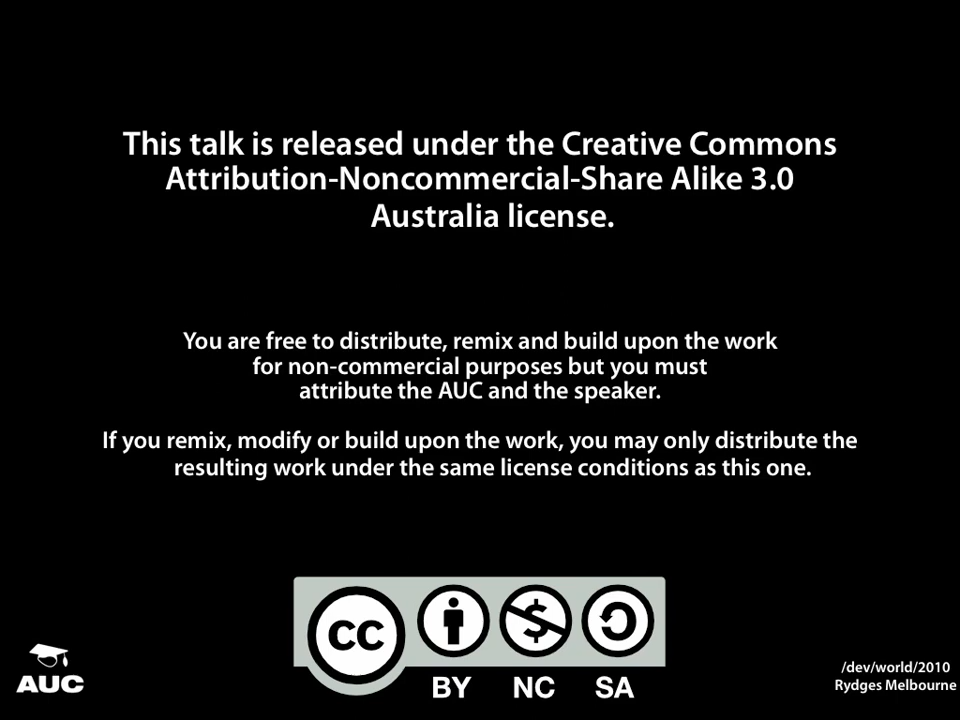 This talk is released under the Creative Commons
Attribution-Noncommercial-Share Alike 3.0
Australia license.
You are free to distribute, remix and build upon the work
for non-commercial purposes but you must
attribute the AUC and the speaker.
If you remix, modify or build upon the work, you may only distribute the
resulting work under the same license conditions as this one.
cc
BY NC SA
AUC
/dev/world/2010
Rydges Melbourne